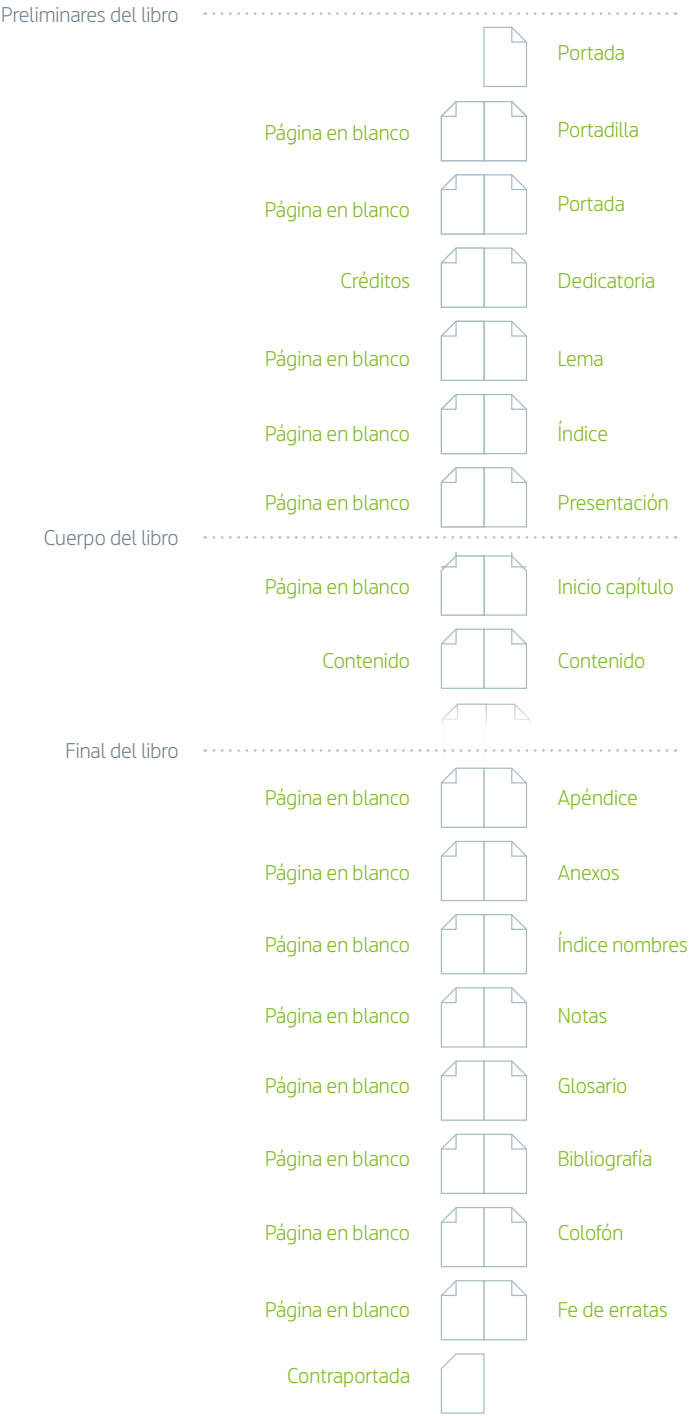 Preliminares del libro
Portada
Página en blanco Portadilla
Página en blanco Portada
Créditos Dedicatoria
Página en blanco Lema
Página en blanco Índice
Página en blanco Presentación
Cuerpo del libro
Página en blanco Inicio capítulo
Contenido Contenido
Final del libro
Página en blanco Apéndice
Página en blanco Anexos
Página en blanco Índice nombres
Página en blanco Notas
Página en blanco Glosario
Página en blanco Bibliografía
Página en blanco Colofón
Página en blanco Fe de erratas
Contraportada